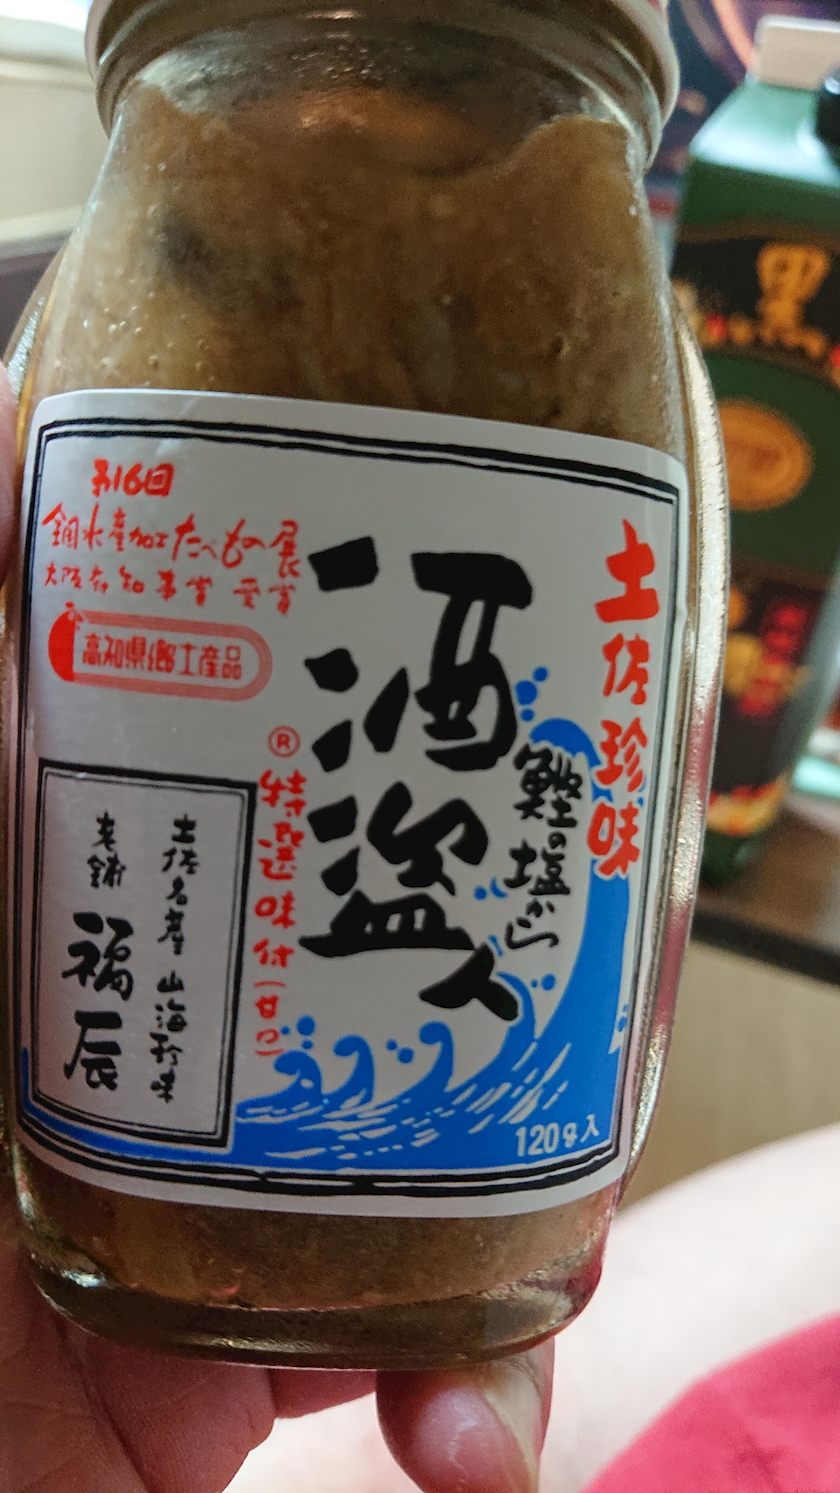 土佐珍味
鰹の塩から
酒盗
®
特選味付(甘口)
第16回
全国水産加工たべもの展
大阪府知事賞受賞
高知県郷土産品
土佐名産 山海珍味
老舗 福辰
120g入
黒